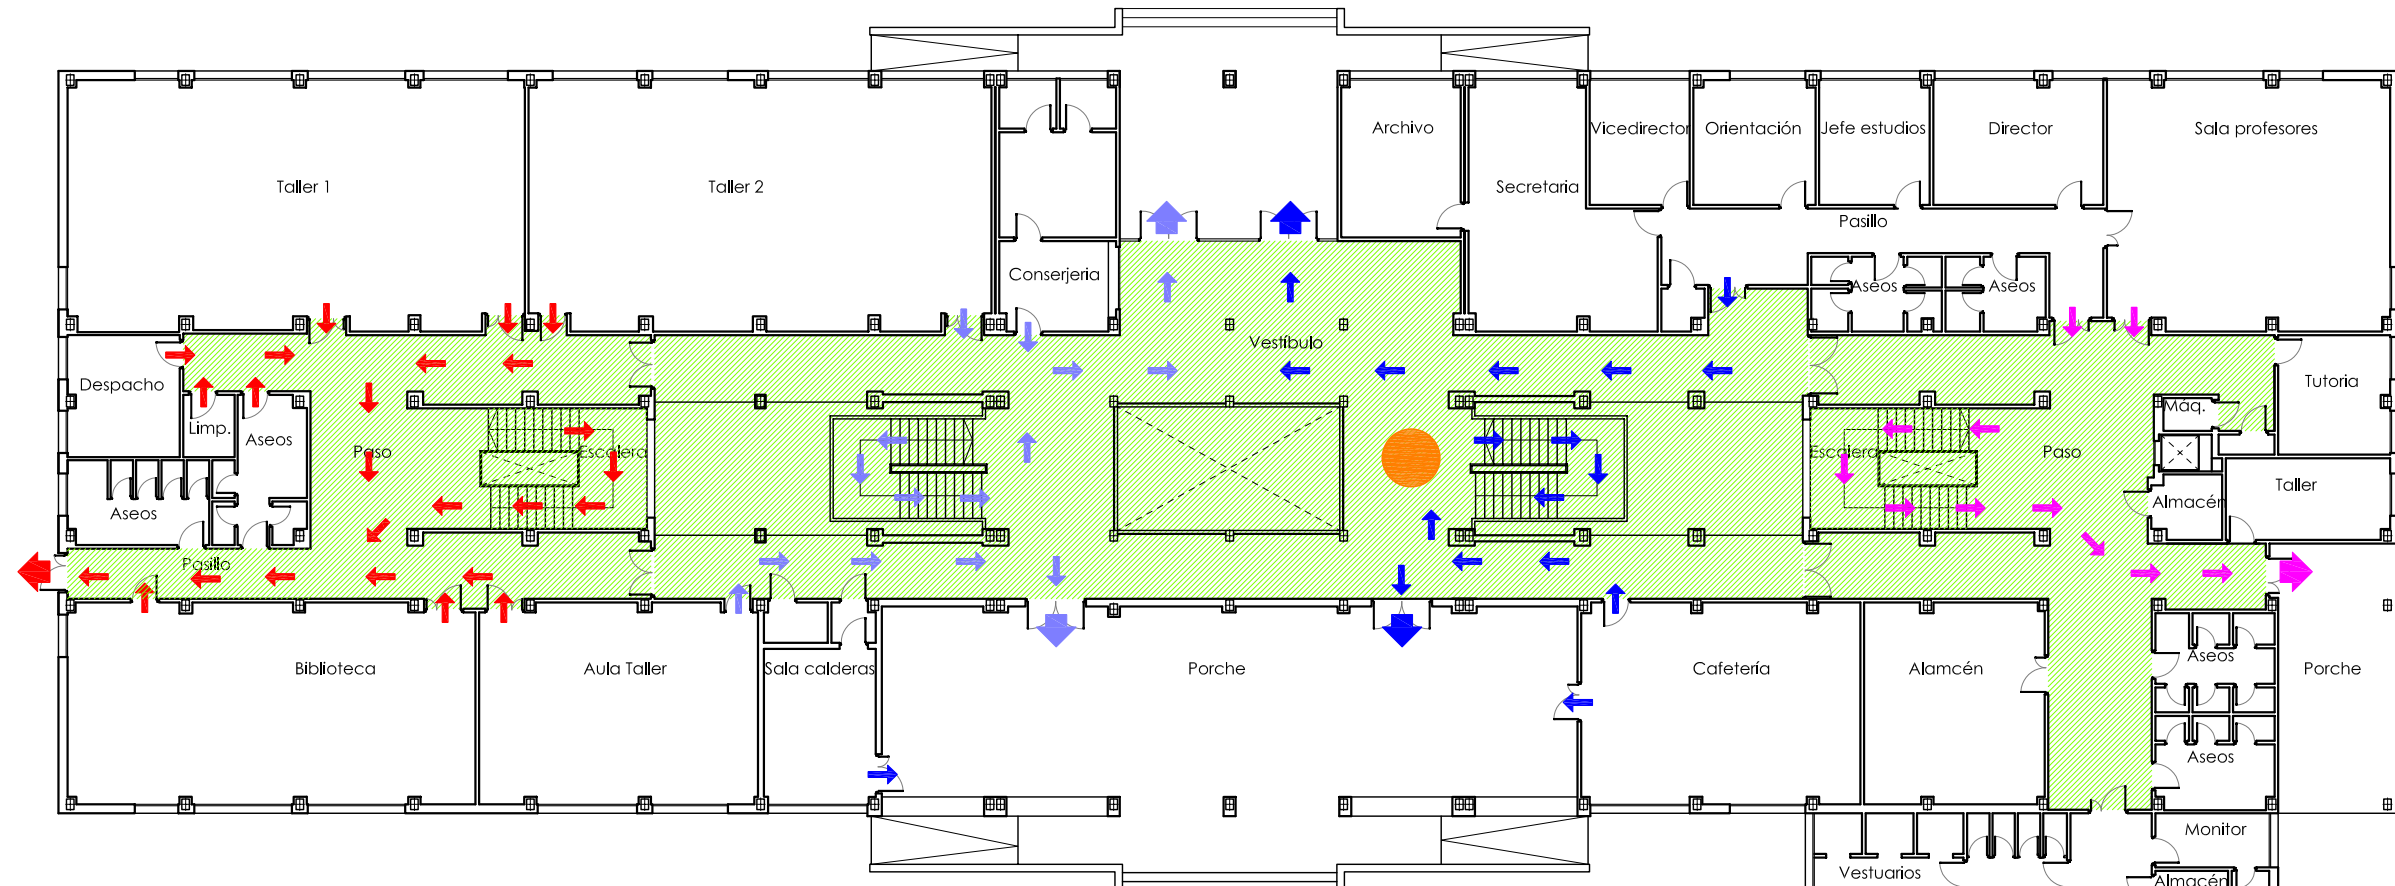 Archivo
Vicedirector
Orientación
Jefe estudios
Director
Sala profesores
Taller 1
Taller 2
Secretaria
Pasillo
Conserjeria
Aseos
Aseos
Vestíbulo
Despacho
Tutoria
Máq.
Limp.
Aseos
Paso
Escalera
Escalera
Paso
Taller
Almacén
Aseos
Pasillo
Biblioteca
Aula Taller
Sala calderas
Porche
Cafetería
Alamcén
Aseos
Porche
Aseos
Monitor
Vestuarios
Almacén